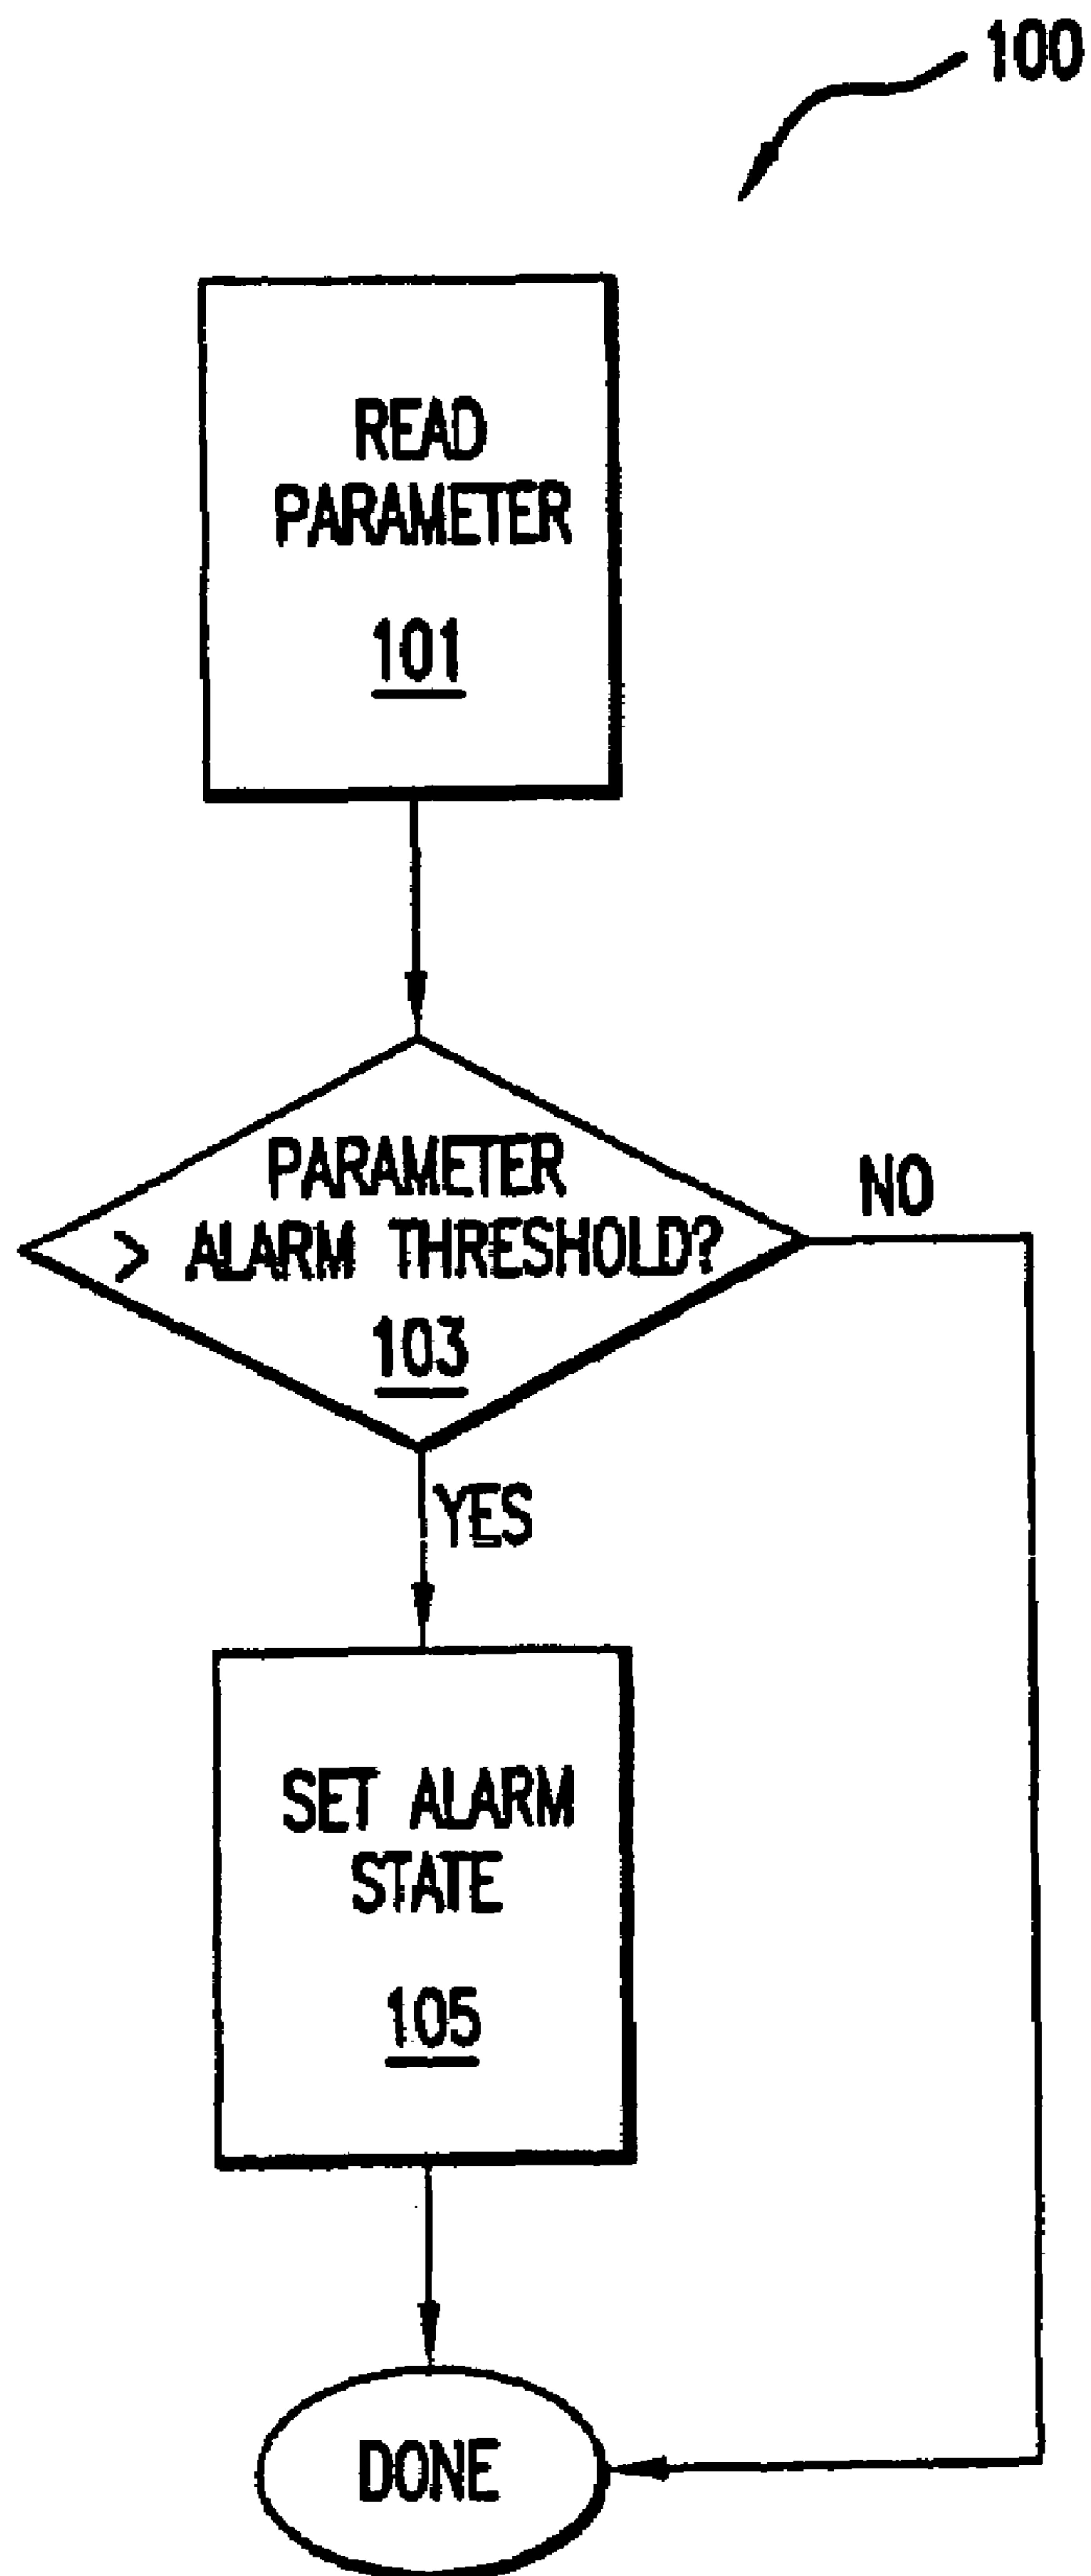 100
READ
PARAMETER
101
PARAMETER
> ALARM THRESHOLD?
103
NO
YES
SET ALARM
STATE
105
DONE